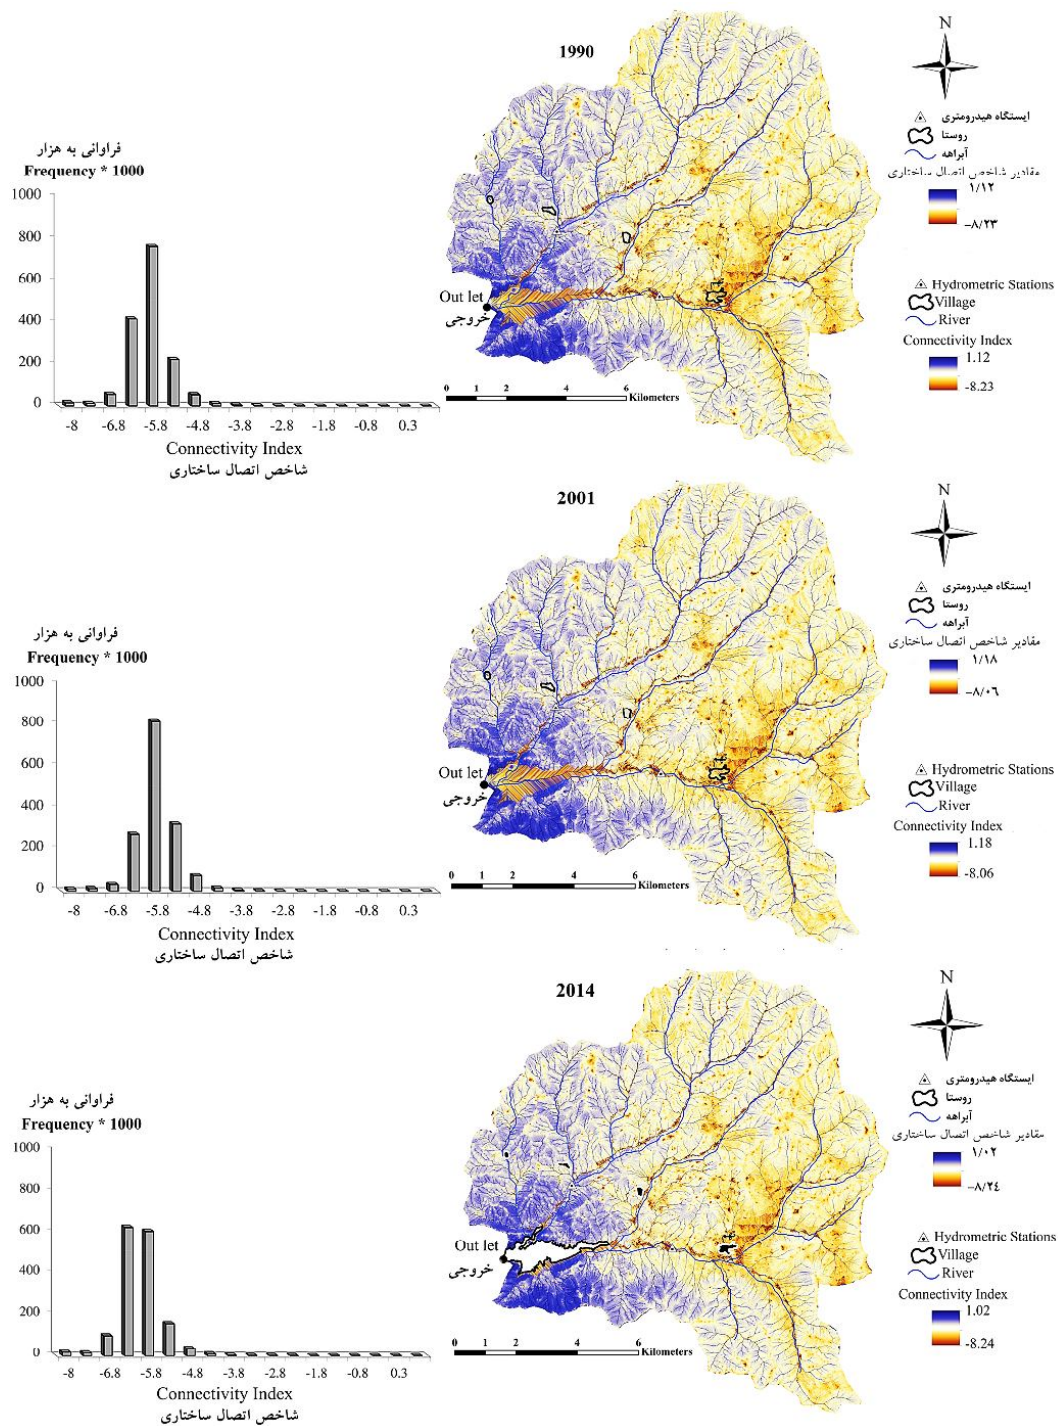 1990
N
ایستگاه هیدرومتری
روستا
آبراهه
مقادیر شاخص اتصال ساختاری
۱/۱۲
-۸/۲۳
Hydrometric Stations
Village
River
Connectivity Index
1.12
-8.23
Out let
خروجی
0 1 2 4 6
Kilometers
فراوانی به هزار
Frequency * 1000
1000
800
600
400
200
0
-8 -6.8 -5.8 -4.8 -3.8 -2.8 -1.8 -0.8 0.3
Connectivity Index
شاخص اتصال ساختاری
2001
N
ایستگاه هیدرومتری
روستا
آبراهه
مقادیر شاخص اتصال ساختاری
۱/۱۸
-۸/۰۶
Hydrometric Stations
Village
River
Connectivity Index
1.18
-8.06
Out let
خروجی
0 1 2 4 6
Kilometers
فراوانی به هزار
Frequency * 1000
1000
800
600
400
200
0
-8 -6.8 -5.8 -4.8 -3.8 -2.8 -1.8 -0.8 0.3
Connectivity Index
شاخص اتصال ساختاری
2014
N
ایستگاه هیدرومتری
روستا
آبراهه
مقادیر شاخص اتصال ساختاری
۱/۰۲
-۸/۲۴
Hydrometric Stations
Village
River
Connectivity Index
1.02
-8.24
Out let
خروجی
0 1 2 4 6
Kilometers
فراوانی به هزار
Frequency * 1000
1000
800
600
400
200
0
-8 -6.8 -5.8 -4.8 -3.8 -2.8 -1.8 -0.8 0.3
Connectivity Index
شاخص اتصال ساختاری